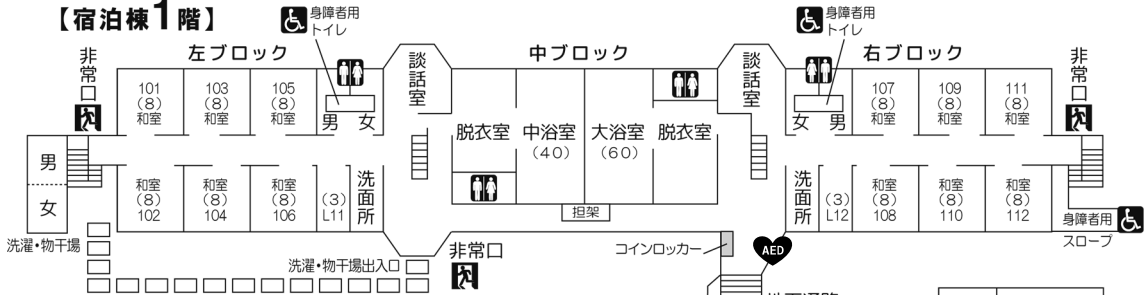 【宿泊棟1階】
身障者用
トイレ
身障者用
トイレ
左ブロック
中ブロック
右ブロック
非常口
談話室
談話室
非常口
101
(8)
和室
103
(8)
和室
105
(8)
和室
107
(8)
和室
109
(8)
和室
111
(8)
和室
男 女
女 男
脱衣室
中浴室
(40)
大浴室
(60)
脱衣室
男
女
和室
(8)
102
和室
(8)
104
和室
(8)
106
(3)
L11
洗面所
洗面所
(3)
L12
和室
(8)
108
和室
(8)
110
和室
(8)
112
担架
身障者用
スロープ
洗濯・物干場
洗濯・物干場出入口
非常口
コインロッカー
AED